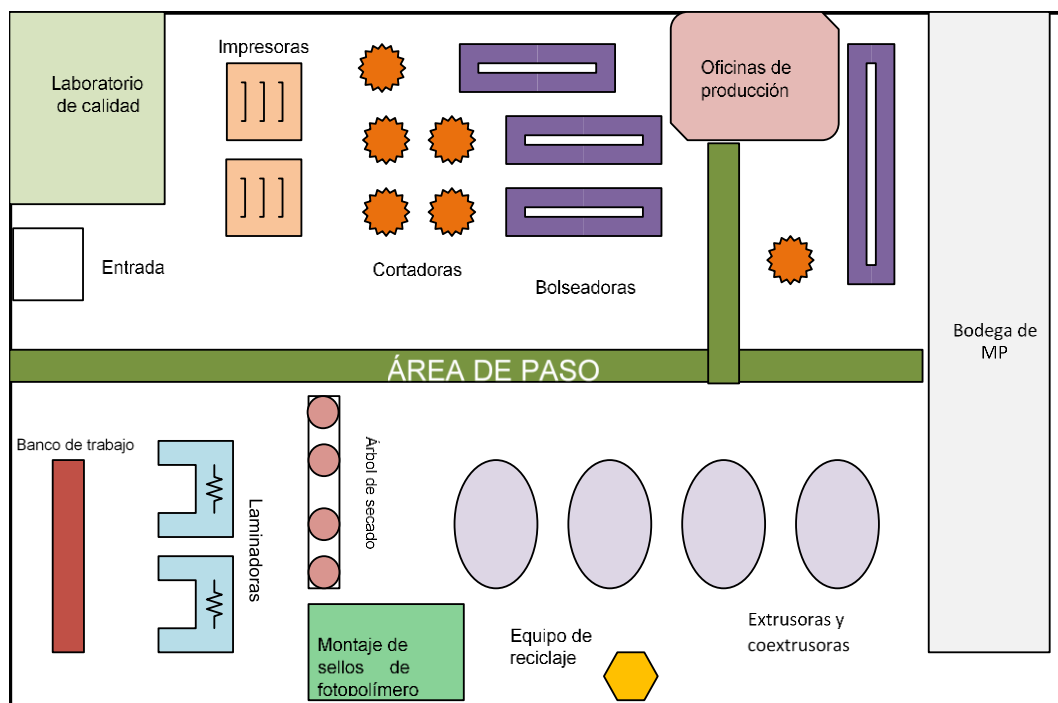 Laboratorio
de calidad
Impresoras
Oficinas de
producción
Entrada
Cortadoras
Bolseadoras
Bodega de
MP
ÁREA DE PASO
Banco de trabajo
Laminadoras
Árbol de secado
Montaje de
sellos de
fotopolímero
Equipo de
reciclaje
Extrusoras y
coextrusoras